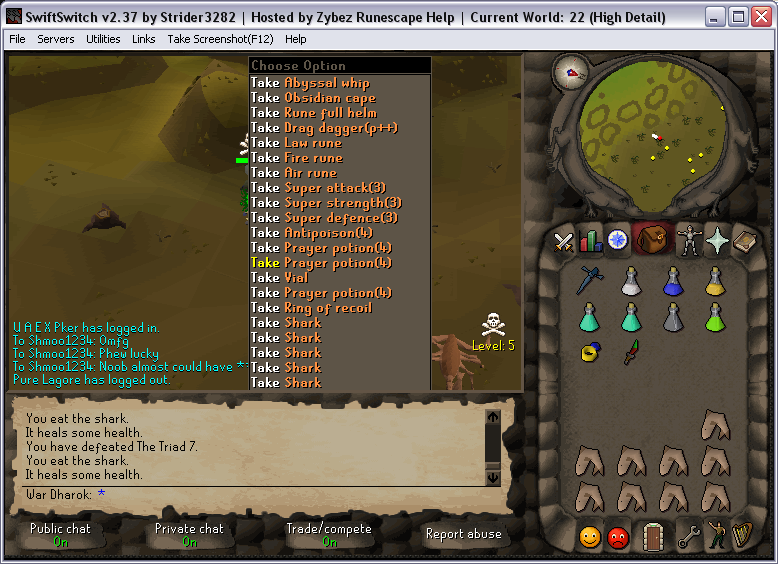 SwiftSwitch v2.37 by Strider3282 | Hosted by Zybez Runescape Help | Current World: 22 (High Detail)
File Servers Utilities Links Take Screenshot(F12) Help
Choose Option
Take Abyssal whip
Take Obsidian cape
Take Rune full helm
Take Drag dagger(p++)
Take Law rune
Take Fire rune
Take Air rune
Take Super attack(3)
Take Super strength(3)
Take Super defence(3)
Take Antipoison(4)
Take Prayer potion(4)
Take Prayer potion(4)
Take Vial
Take Prayer potion(4)
Take Ring of recoil
Take Shark
Take Shark
Take Shark
Take Shark
Take Shark
U A E X Pker has logged in.
To Shmoo1234: Omfg
To Shmoo1234: Phew lucky
To Shmoo1234: Noob almost could have *
Pure Lagore has logged out.
Level: 5
You eat the shark.
It heals some health.
You have defeated The Triad 7.
You eat the shark.
It heals some health.
War Dharok: *
Public chat
On
Private chat
On
Trade/compete
On
Report abuse